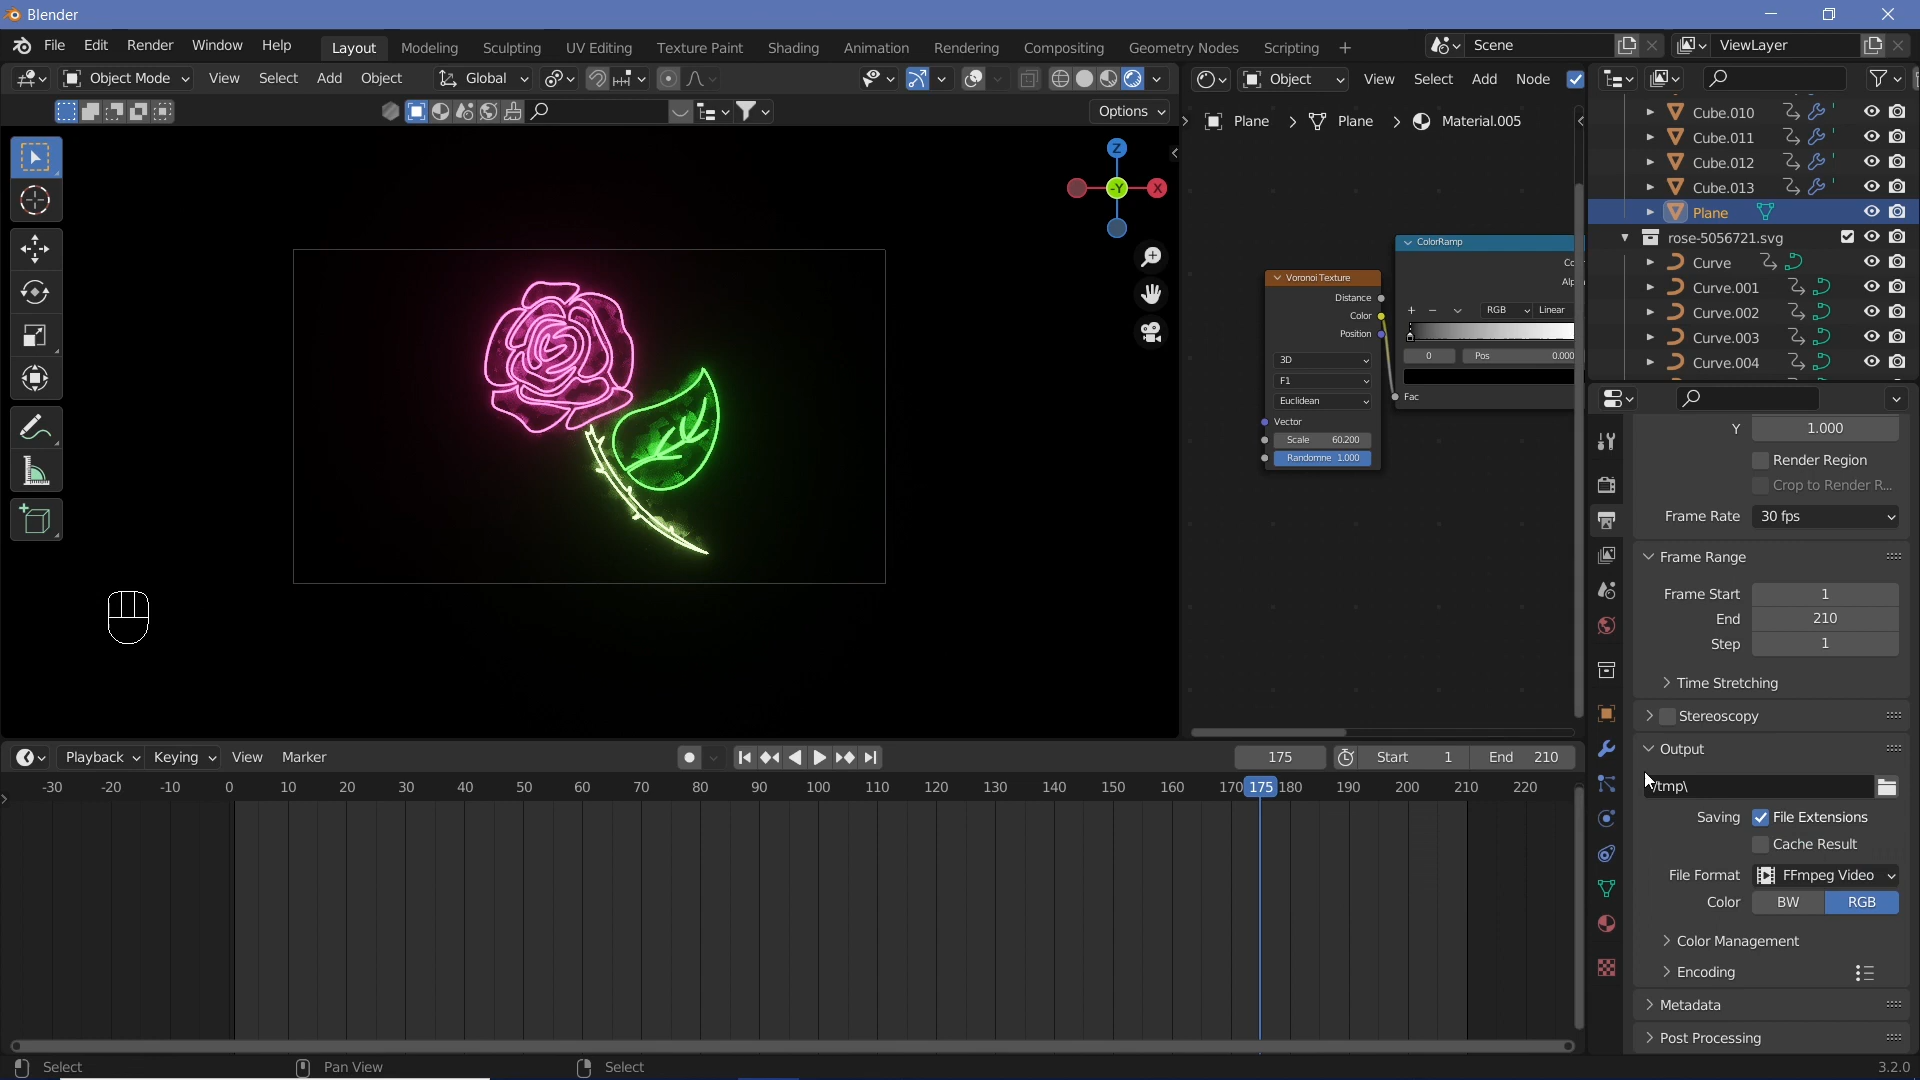 Blender
File Edit Render Window Help Layout Modeling Sculpting UV Editing Texture Paint Shading Animation Rendering Compositing Geometry Nodes Scripting + Scene ViewLayer
Object Mode View Select Add Object Global
Options
Z
-Y
X
Object View Select Add Node
Plane > Plane > Material.005
Voronoi Texture
Distance
Color
Position
3D
F1
Euclidean
Vector
Scale 60.200
Randomne 1.000
ColorRamp
RGB Linear
0 Pos 0.000
Fac
Cube.010
Cube.011
Cube.012
Cube.013
Plane
rose-5056721.svg
Curve
Curve.001
Curve.002
Curve.003
Curve.004
Y 1.000
Render Region
Crop to Render R...
Frame Rate 30 fps
Frame Range
Frame Start 1
End 210
Step 1
Time Stretching
Stereoscopy
Output
/tmp\
Saving File Extensions
Cache Result
File Format FFmpeg Video
Color BW RGB
Color Management
Encoding
Metadata
Post Processing
Playback Keying View Marker 175 Start 1 End 210
-30 -20 -10 0 10 20 30 40 50 60 70 80 90 100 110 120 130 140 150 160 170 175 180 190 200 210 220
Select Pan View Select 3.2.0